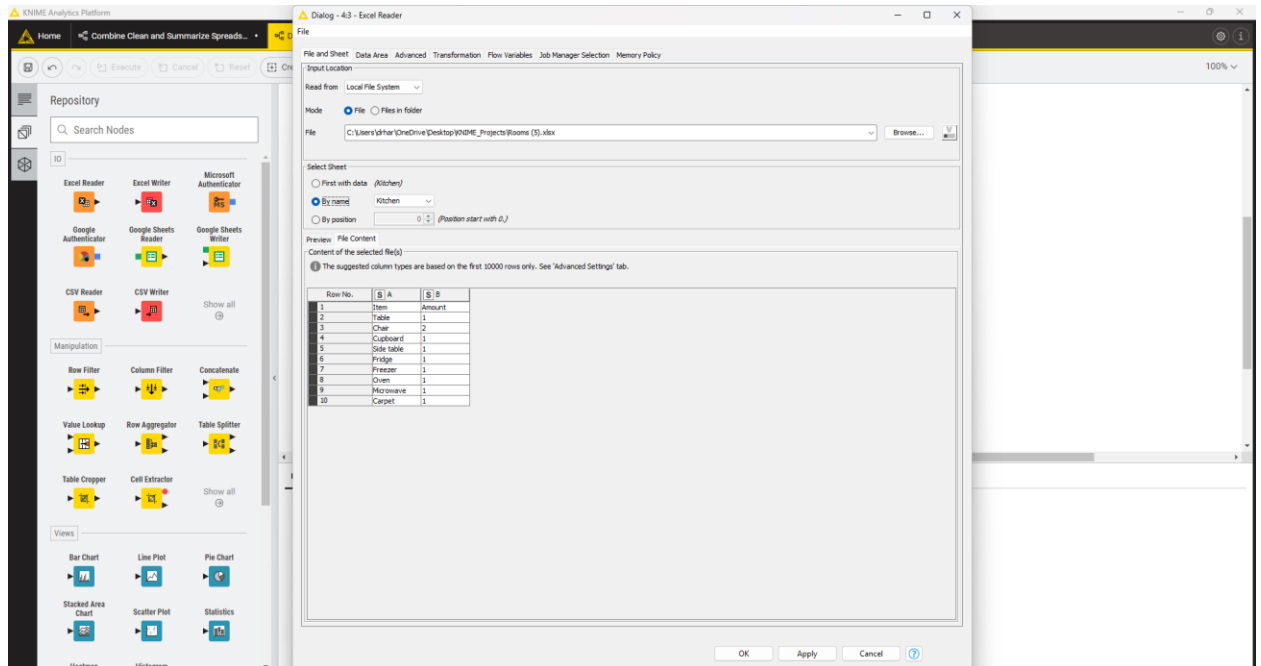 KNIME Analytics Platform
Home
Combine Clean and Summarize Spreads...
Execute
Cancel
Reset
100%
Repository
Search Nodes
IO
Excel Reader
Excel Writer
Microsoft Authenticator
Google Authenticator
Google Sheets Reader
Google Sheets Writer
CSV Reader
CSV Writer
Show all
Manipulation
Row Filter
Column Filter
Concatenate
Value Lookup
Row Aggregator
Table Splitter
Table Cropper
Cell Extractor
Show all
Views
Bar Chart
Line Plot
Pie Chart
Stacked Area Chart
Scatter Plot
Statistics
Dialog - 4:3 - Excel Reader
File
File and Sheet Data Area Advanced Transformation Flow Variables Job Manager Selection Memory Policy
Input Location
Read from Local File System
Mode File Files in folder
File C:\Users\drhar\OneDrive\Desktop\KNIME_Projects\Rooms (5).xlsx Browse...
Select Sheet
First with data (Kitchen)
By name Kitchen
By position 0 (Position start with 0.)
Preview File Content
Content of the selected file(s)
The suggested column types are based on the first 10000 rows only. See 'Advanced Settings' tab.
Row No. S A S B
1 Item Amount
2 Table 1
3 Chair 2
4 Cupboard 1
5 Side table 1
6 Fridge 1
7 Freezer 1
8 Oven 1
9 Microwave 1
10 Carpet 1
OK Apply Cancel ?